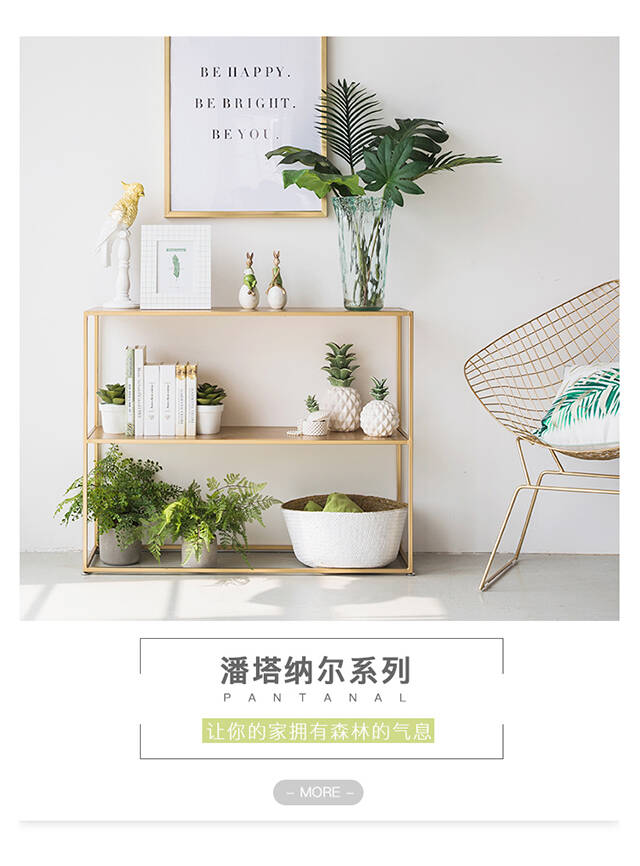 BE HAPPY.
BE BRIGHT.
BE YOU.
潘塔纳尔系列
PANTANAL
让你的家拥有森林的气息
- MORE -